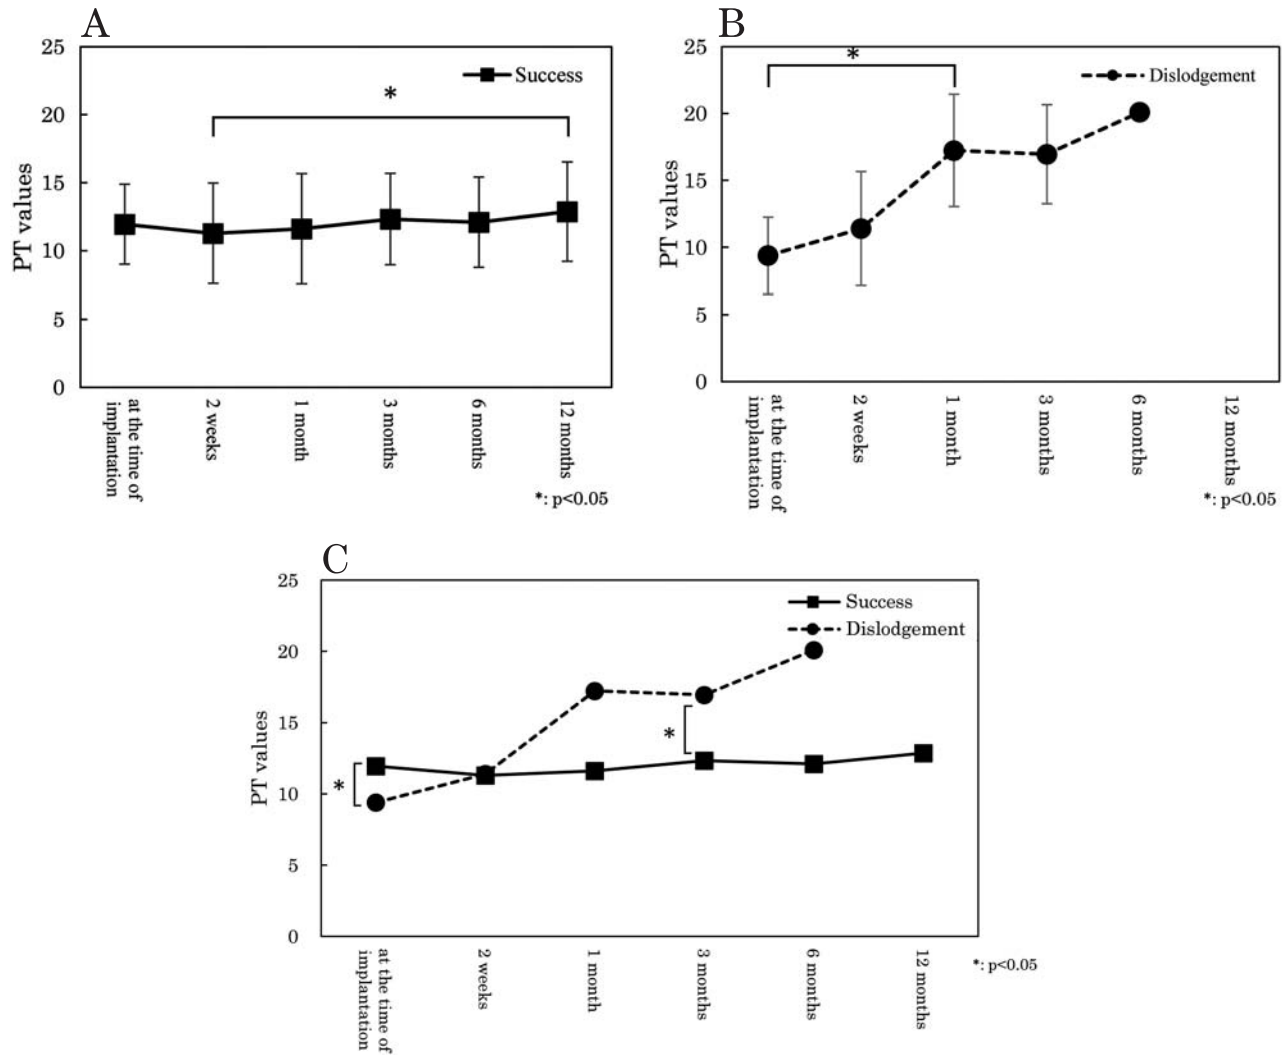 A
25
20
15
10
5
0
PT values
Success
*
at the time of
implantation
2 weeks
1 month
3 months
6 months
12 months
*: p<0.05
B
25
20
15
10
5
0
PT values
Dislodgement
*
at the time of
implantation
2 weeks
1 month
3 months
6 months
12 months
*: p<0.05
C
25
20
15
10
5
0
PT values
Success
Dislodgement
*
*
at the time of
implantation
2 weeks
1 month
3 months
6 months
12 months
*: p<0.05